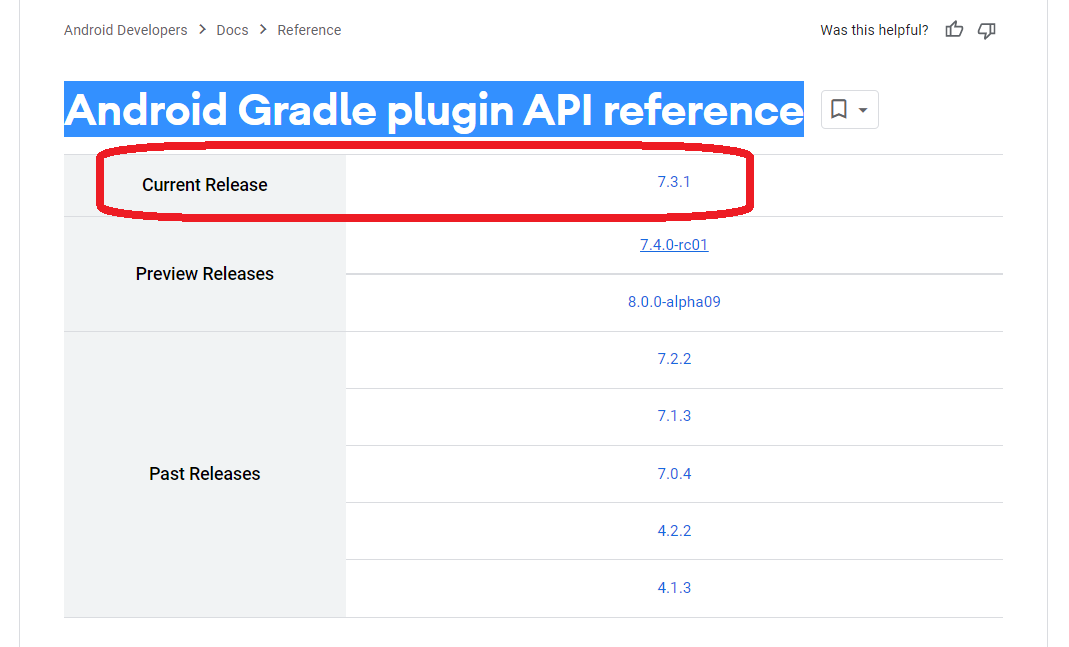 Android Developers > Docs > Reference
Was this helpful?
Android Gradle plugin API reference
Current Release 7.3.1
Preview Releases
7.4.0-rc01
8.0.0-alpha09
Past Releases
7.2.2
7.1.3
7.0.4
4.2.2
4.1.3